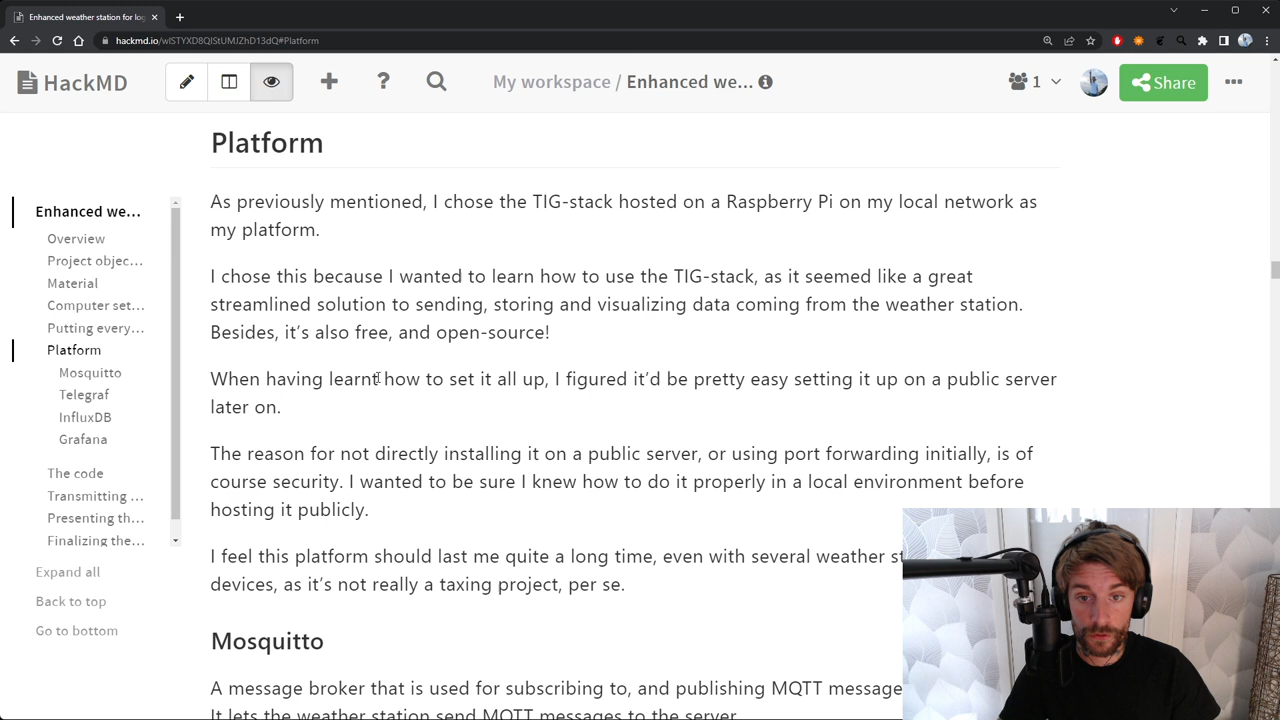 Enhanced weather station for log
hackmd.io/wISTYXD8QIStUMJZhD13dQ#Platform
HackMD
My workspace / Enhanced we...
1
Share
Enhanced we...
Overview
Project objec...
Material
Computer set...
Putting every...
Platform
Mosquitto
Telegraf
InfluxDB
Grafana
The code
Transmitting ...
Presenting th...
Finalizing the...
Expand all
Back to top
Go to bottom
Platform
As previously mentioned, I chose the TIG-stack hosted on a Raspberry Pi on my local network as
my platform.
I chose this because I wanted to learn how to use the TIG-stack, as it seemed like a great
streamlined solution to sending, storing and visualizing data coming from the weather station.
Besides, it’s also free, and open-source!
When having learnt how to set it all up, I figured it’d be pretty easy setting it up on a public server
later on.
The reason for not directly installing it on a public server, or using port forwarding initially, is of
course security. I wanted to be sure I knew how to do it properly in a local environment before
hosting it publicly.
I feel this platform should last me quite a long time, even with several weather st
devices, as it’s not really a taxing project, per se.
Mosquitto
A message broker that is used for subscribing to, and publishing MQTT message
It lets the weather station send MQTT messages to the server.